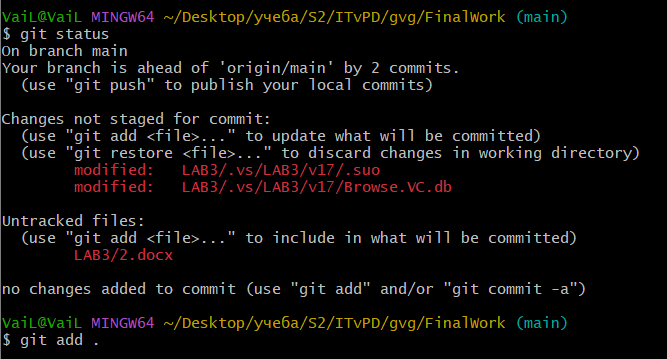 VaiL@VaiL MINGW64 ~/Desktop/учеба/S2/ITvPD/gvg/FinalWork (main)
$ git status
On branch main
Your branch is ahead of 'origin/main' by 2 commits.
  (use "git push" to publish your local commits)

Changes not staged for commit:
  (use "git add <file>..." to update what will be committed)
  (use "git restore <file>..." to discard changes in working directory)
        modified:   LAB3/.vs/LAB3/v17/.suo
        modified:   LAB3/.vs/LAB3/v17/Browse.VC.db

Untracked files:
  (use "git add <file>..." to include in what will be committed)
        LAB3/2.docx

no changes added to commit (use "git add" and/or "git commit -a")

VaiL@VaiL MINGW64 ~/Desktop/учеба/S2/ITvPD/gvg/FinalWork (main)
$ git add .